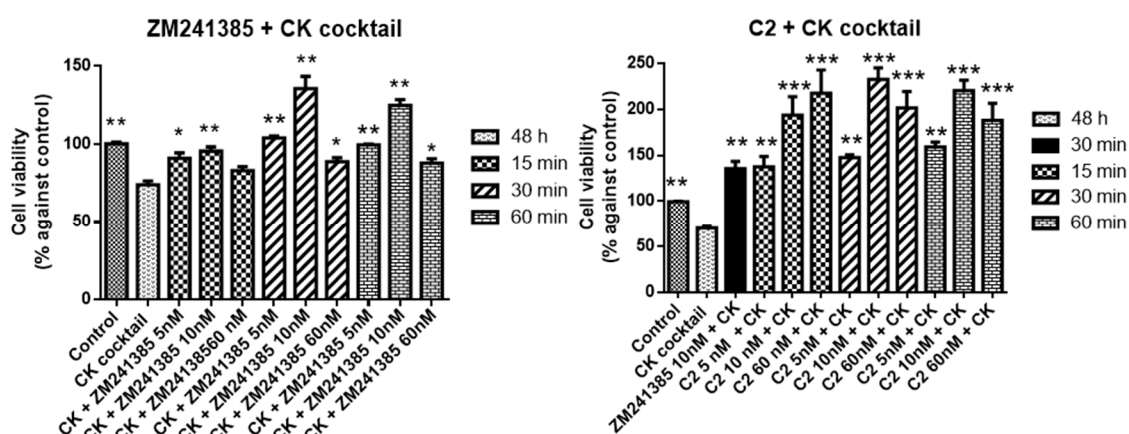 ZM241385 + CK cocktail
Cell viability
(% against control)
150
100
50
0
**
*
**
**
**
*
**
**
*
Control
CK cocktail
CK + ZM241385 5nM
CK + ZM241385 10nM
CK + ZM24138560 nM
CK + ZM241385 5nM
CK + ZM241385 10nM
CK + ZM241385 60nM
CK + ZM241385 5nM
CK + ZM241385 10nM
CK + ZM241385 60nM
48 h
15 min
30 min
60 min
C2 + CK cocktail
Cell viability
(% against control)
250
200
150
100
50
0
**
**
**
***
***
**
***
***
**
***
***
Control
CK cocktail
ZM241385 10nM + CK
C2 5 nM + CK
C2 10 nM + CK
C2 60 nM + CK
C2 5nM + CK
C2 10nM + CK
C2 60nM + CK
C2 5nM + CK
C2 10nM + CK
C2 60nM + CK
48 h
30 min
15 min
30 min
60 min